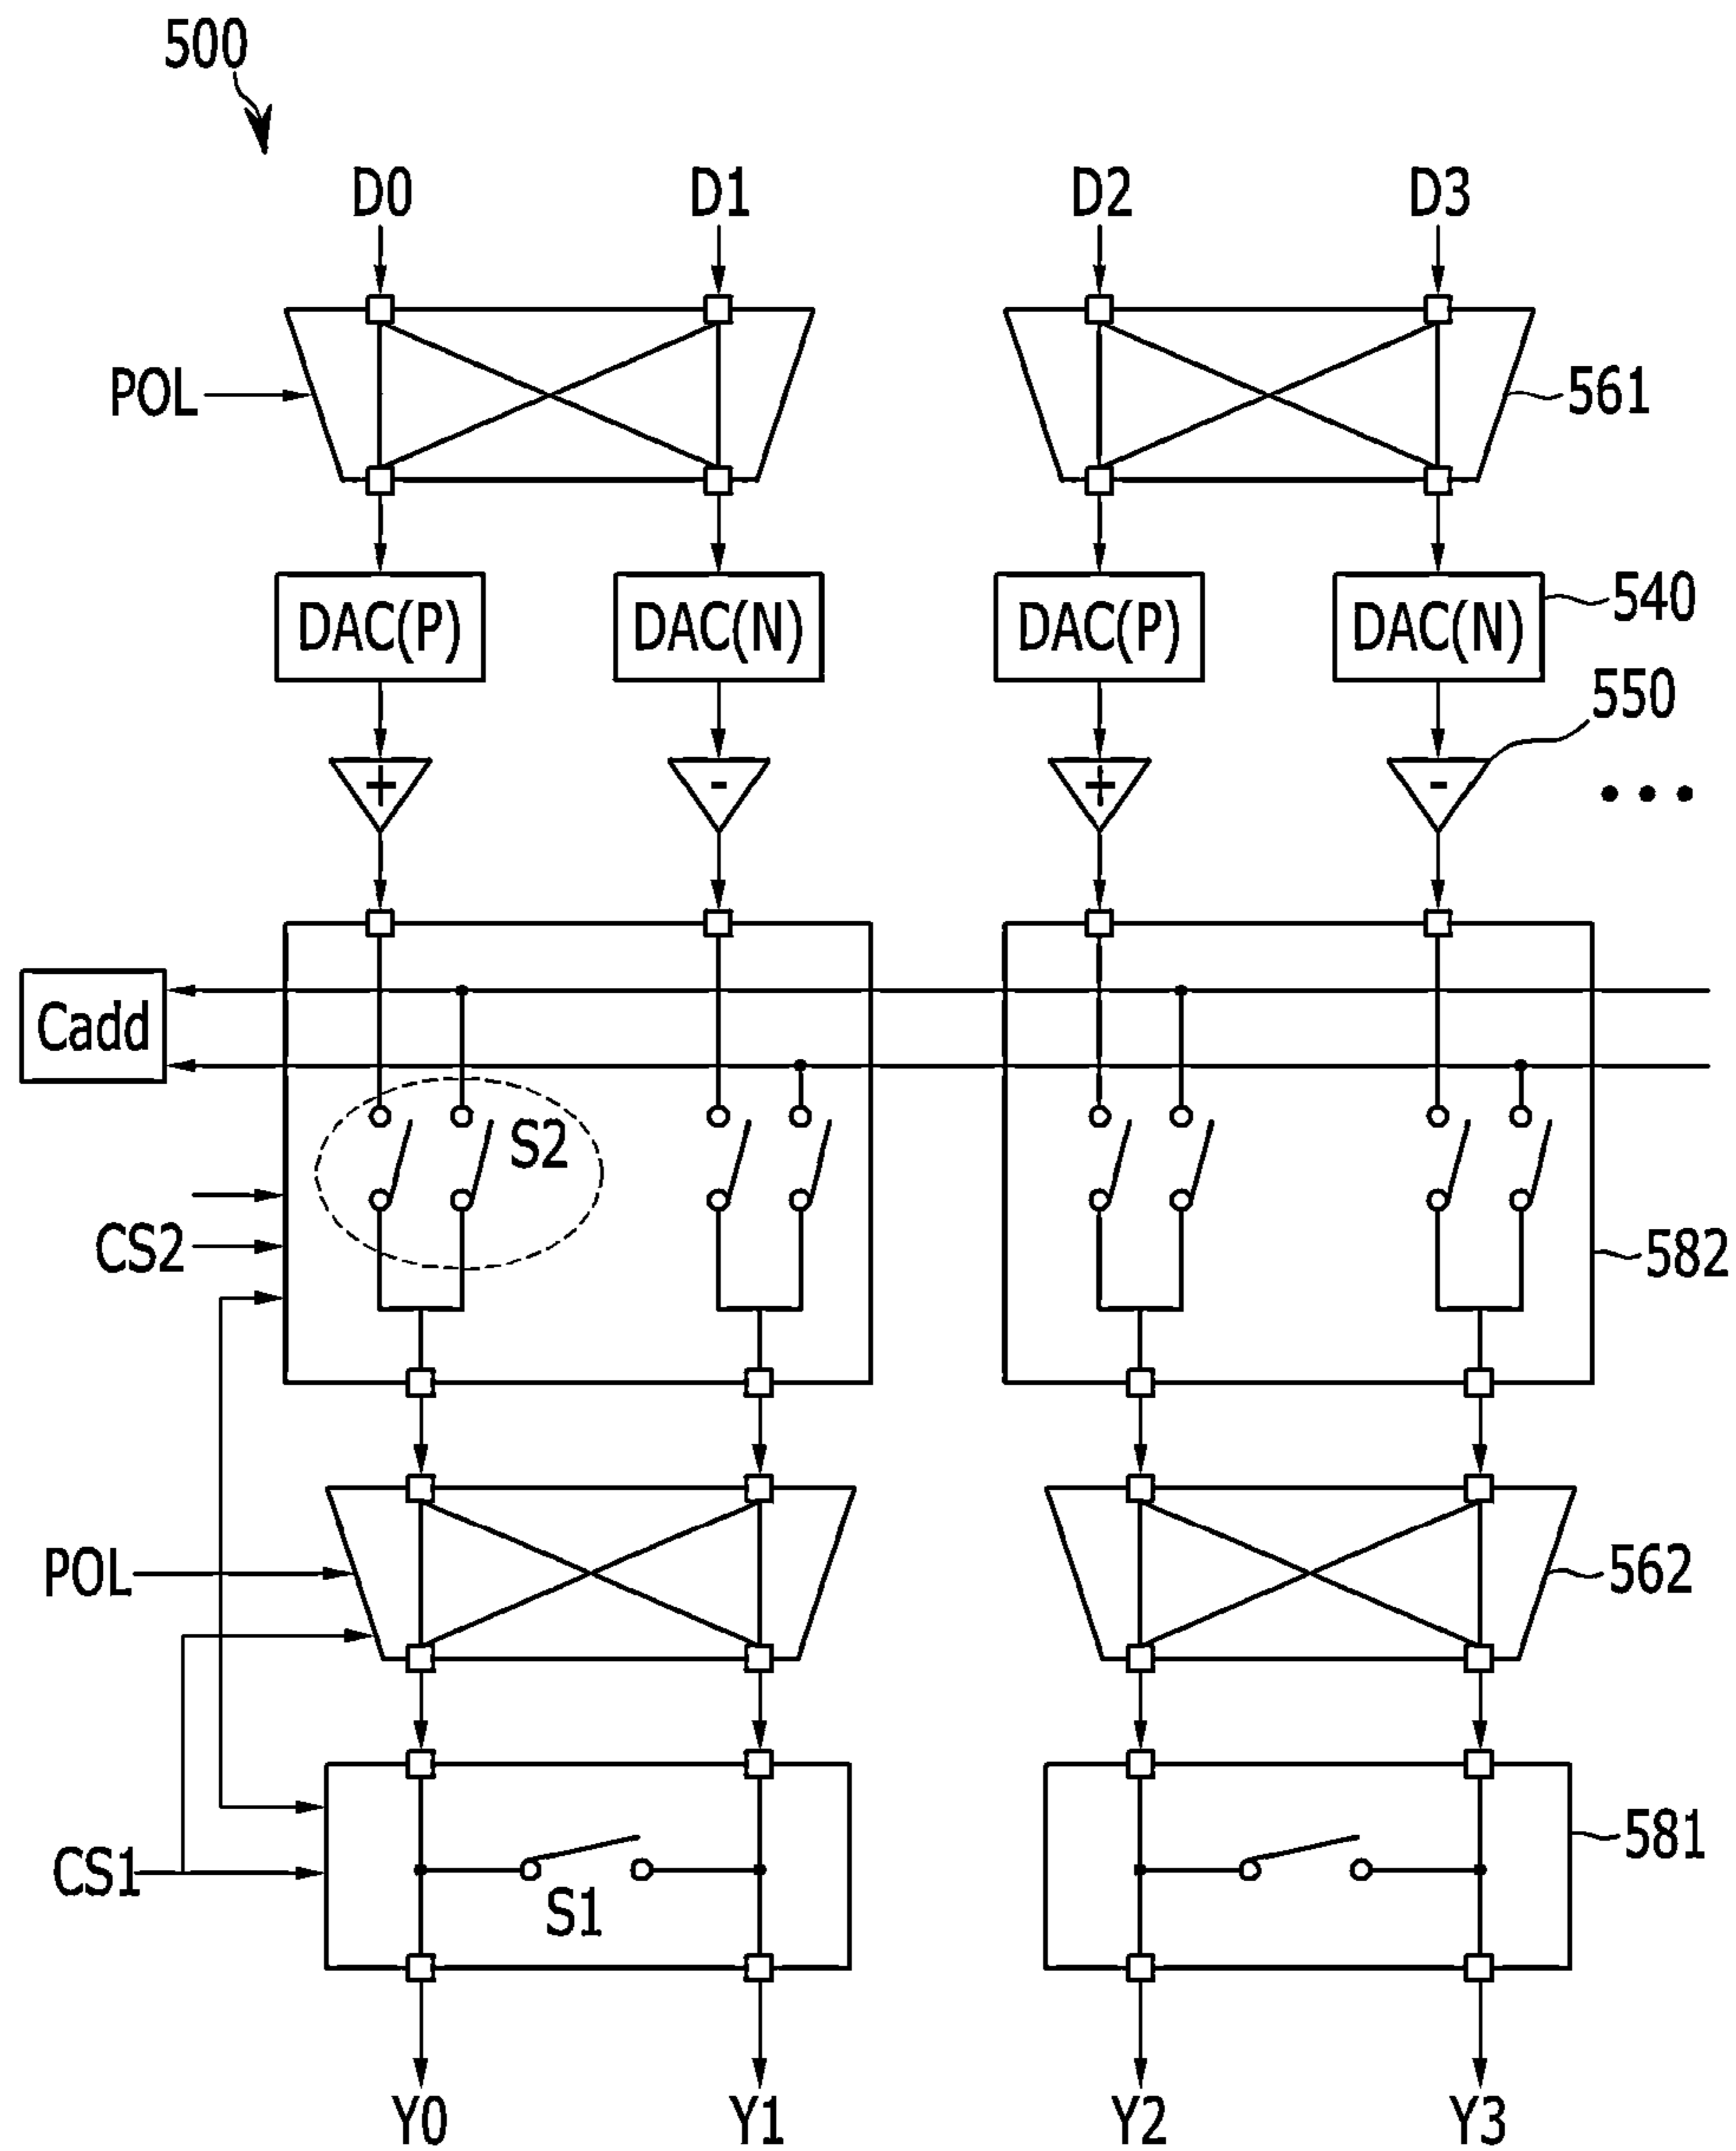 500
D0 D1 D2 D3
POL
561
DAC(P) DAC(N) DAC(P) DAC(N)
540
550
+ - + -
Cadd
S2
CS2
582
POL
562
CS1
S1
581
Y0 Y1 Y2 Y3